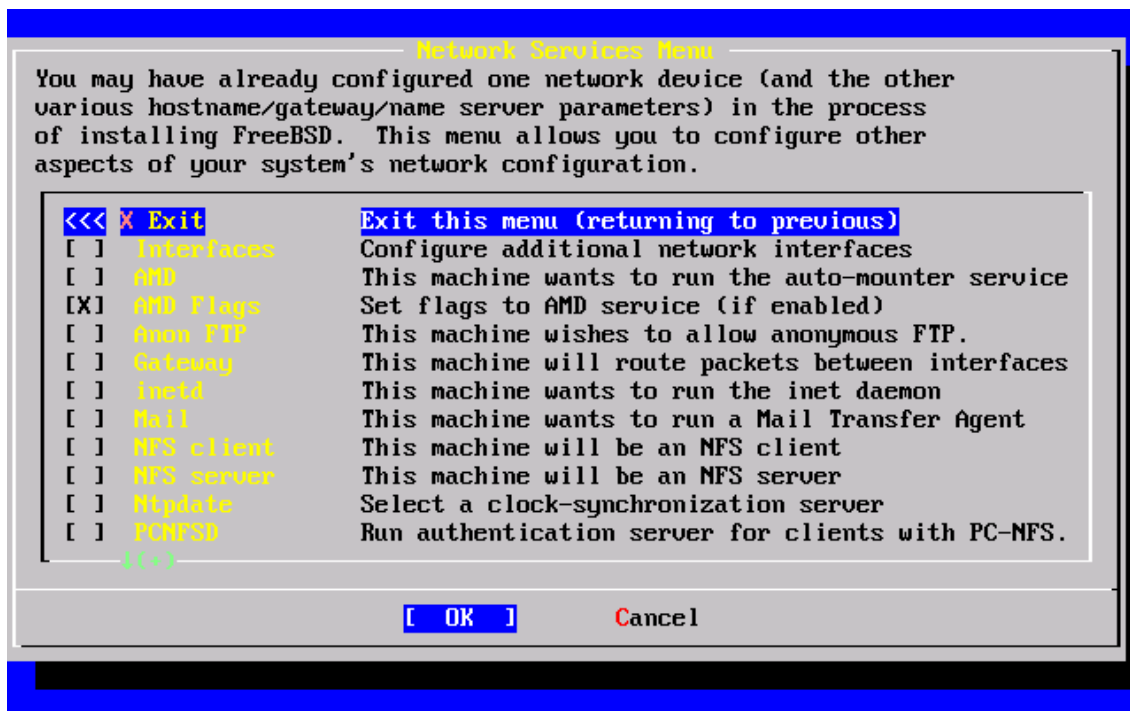 Network Services Menu
You may have already configured one network device (and the other
various hostname/gateway/name server parameters) in the process
of installing FreeBSD.  This menu allows you to configure other
aspects of your system's network configuration.
<<< X Exit Exit this menu (returning to previous)
[ ] Interfaces Configure additional network interfaces
[ ] AMD This machine wants to run the auto-mounter service
[X] AMD Flags Set flags to AMD service (if enabled)
[ ] Anon FTP This machine wishes to allow anonymous FTP.
[ ] Gateway This machine will route packets between interfaces
[ ] inetd This machine wants to run the inet daemon
[ ] Mail This machine wants to run a Mail Transfer Agent
[ ] NFS client This machine will be an NFS client
[ ] NFS server This machine will be an NFS server
[ ] Ntpdate Select a clock-synchronization server
[ ] PCNFSD Run authentication server for clients with PC-NFS.
↓(+)
[ OK ] Cancel